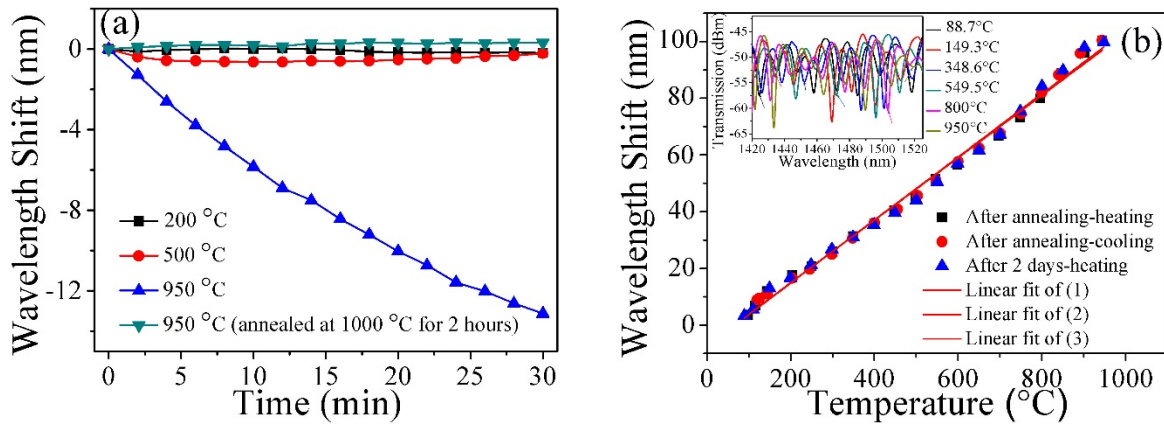 (a)
Wavelength Shift (nm)
0
-4
-8
-12
200 °C
500 °C
950 °C
950 °C (annealed at 1000 °C for 2 hours)
0 5 10 15 20 25 30
Time (min)
(b)
Wavelength Shift (nm)
100
80
60
40
20
0
Transmission (dBm)
-45
-50
-55
-60
-65
1420 1440 1460 1480 1500 1520
Wavelength (nm)
88.7°C
149.3°C
348.6°C
549.5°C
800°C
950°C
After annealing-heating
After annealing-cooling
After 2 days-heating
Linear fit of (1)
Linear fit of (2)
Linear fit of (3)
0 200 400 600 800 1000
Temperature (°C)